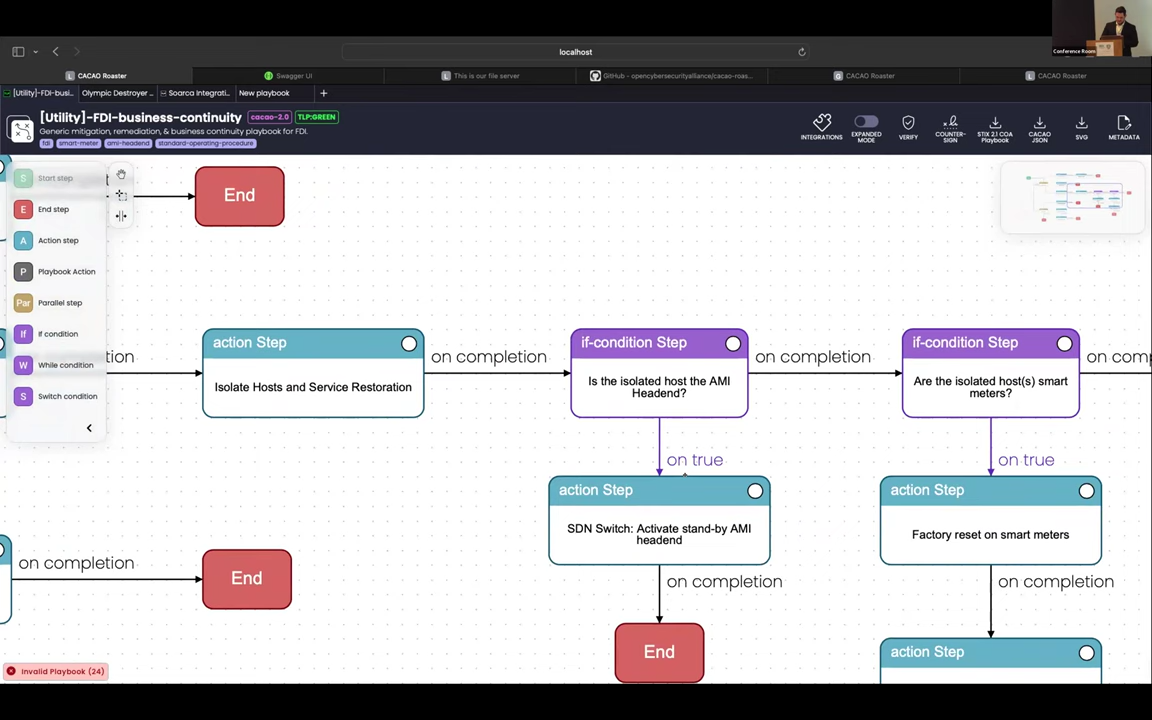 localhost
Conference Room
CACAO Roaster
Swagger UI
This is our file server
GitHub - opencybersecurityalliance/cacao-roas...
CACAO Roaster
CACAO Roaster
[Utility]-FDI-busi...
Olympic Destroyer ...
Soarca Integrati...
New playbook
[Utility]-FDI-business-continuity
cacao-2.0
TLP:GREEN
Generic mitigation, remediation, & business continuity playbook for FDI.
fdi
smart-meter
ami-headend
standard-operating-procedure
INTEGRATIONS
EXPANDED
MODE
VERIFY
COUNTER-
SIGN
STIX 2.1 COA
Playbook
CACAO
JSON
SVG
METADATA
S Start step
E End step
A Action step
P Playbook Action
Par Parallel step
If If condition
W While condition
S Switch condition
End
action Step
Isolate Hosts and Service Restoration
on completion
if-condition Step
Is the isolated host the AMI
Headend?
on completion
if-condition Step
Are the isolated host(s) smart
meters?
on true
on true
action Step
SDN Switch: Activate stand-by AMI
headend
action Step
Factory reset on smart meters
on completion
End
on completion
on completion
End
action Step
Invalid Playbook (24)